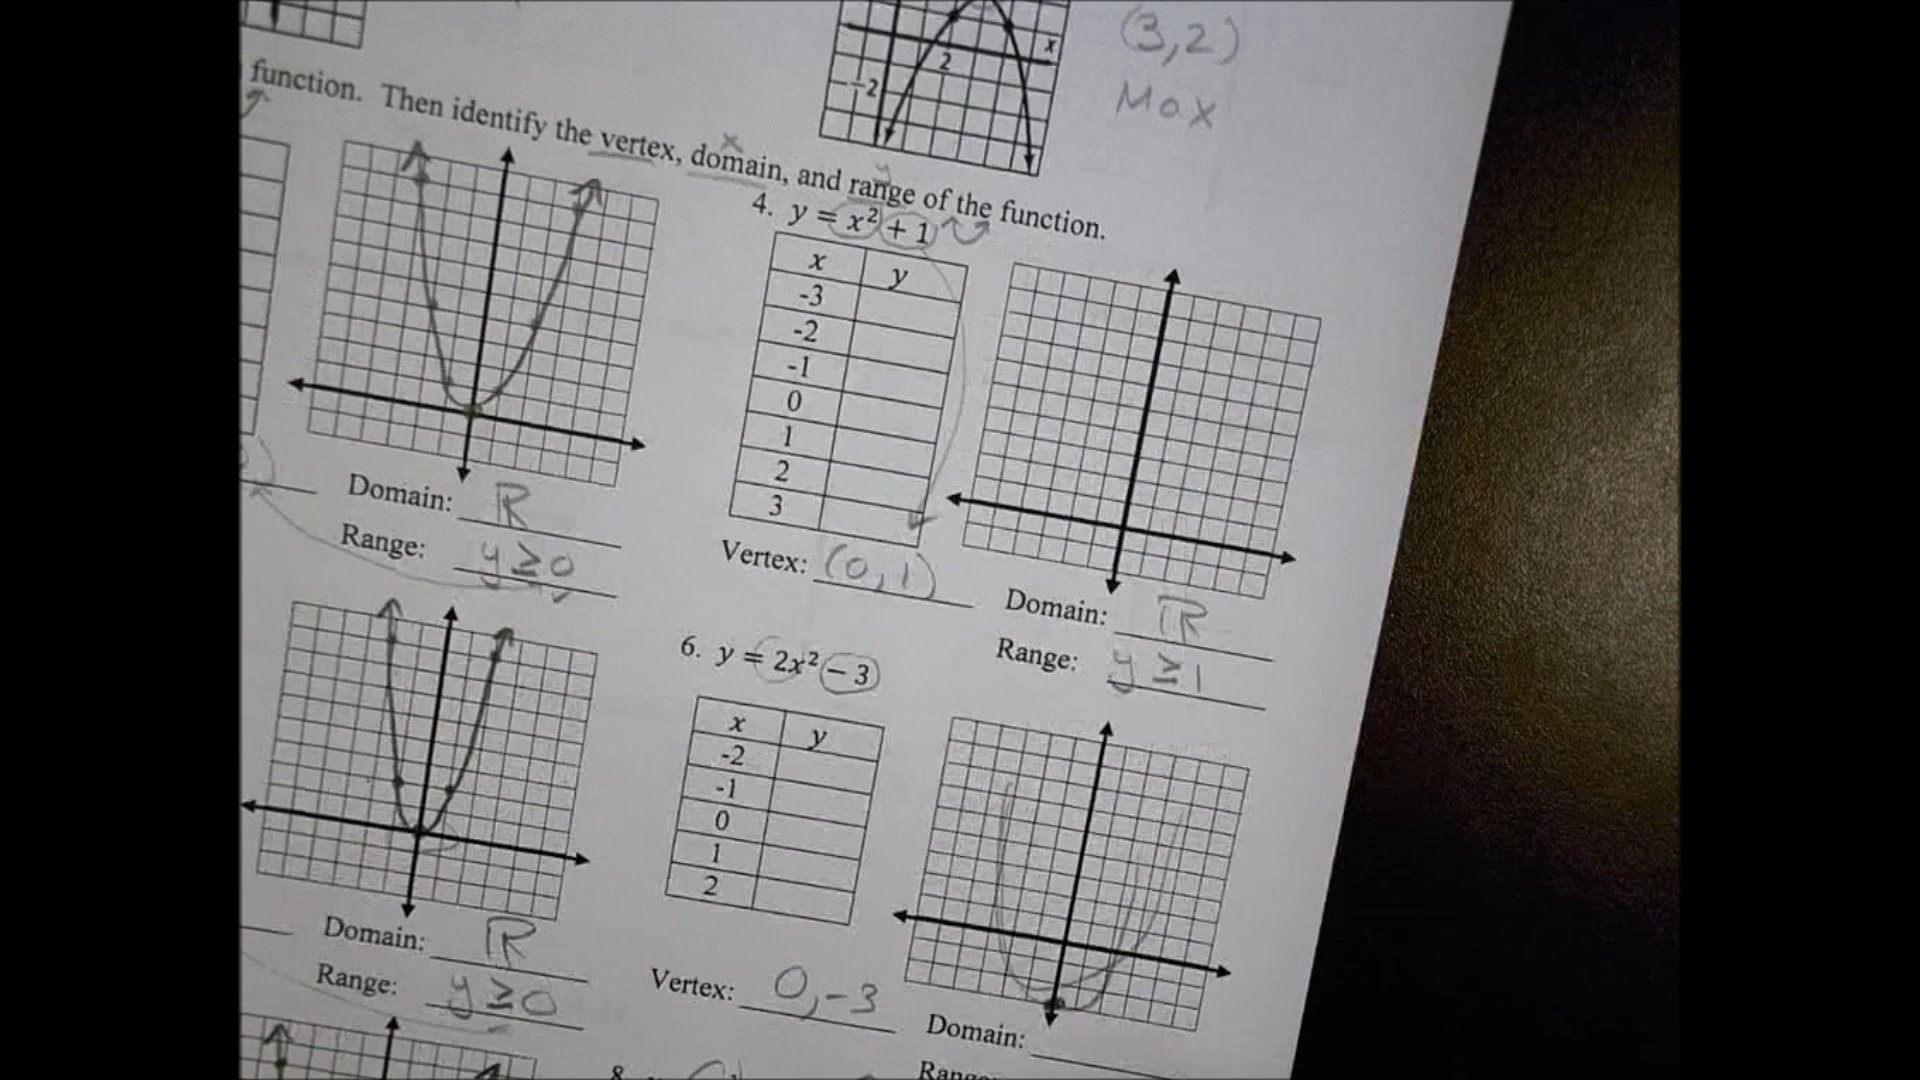 (3,2)
Max
x
2
-2
function. Then identify the vertex, domain, and range of the function.
x
y
4. y = x² + 1
x y
-3
-2
-1
0
1
2
3
Domain: ℝ
Range: y ≥ 0
Vertex: (0,1)
Domain: ℝ
Range: y ≥ 1
6. y = 2x² − 3
x y
-2
-1
0
1
2
Domain: ℝ
Range: y ≥ 0
Vertex: 0,-3
Domain:
Range: